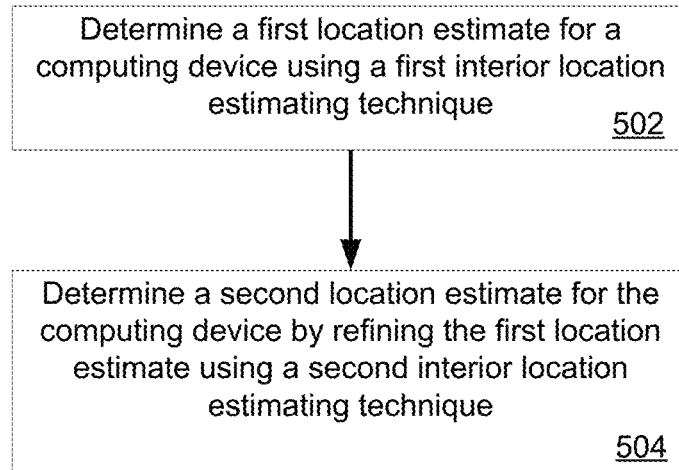 Determine a first location estimate for a
computing device using a first interior location
estimating technique
502
Determine a second location estimate for the
computing device by refining the first location
estimate using a second interior location
estimating technique
504